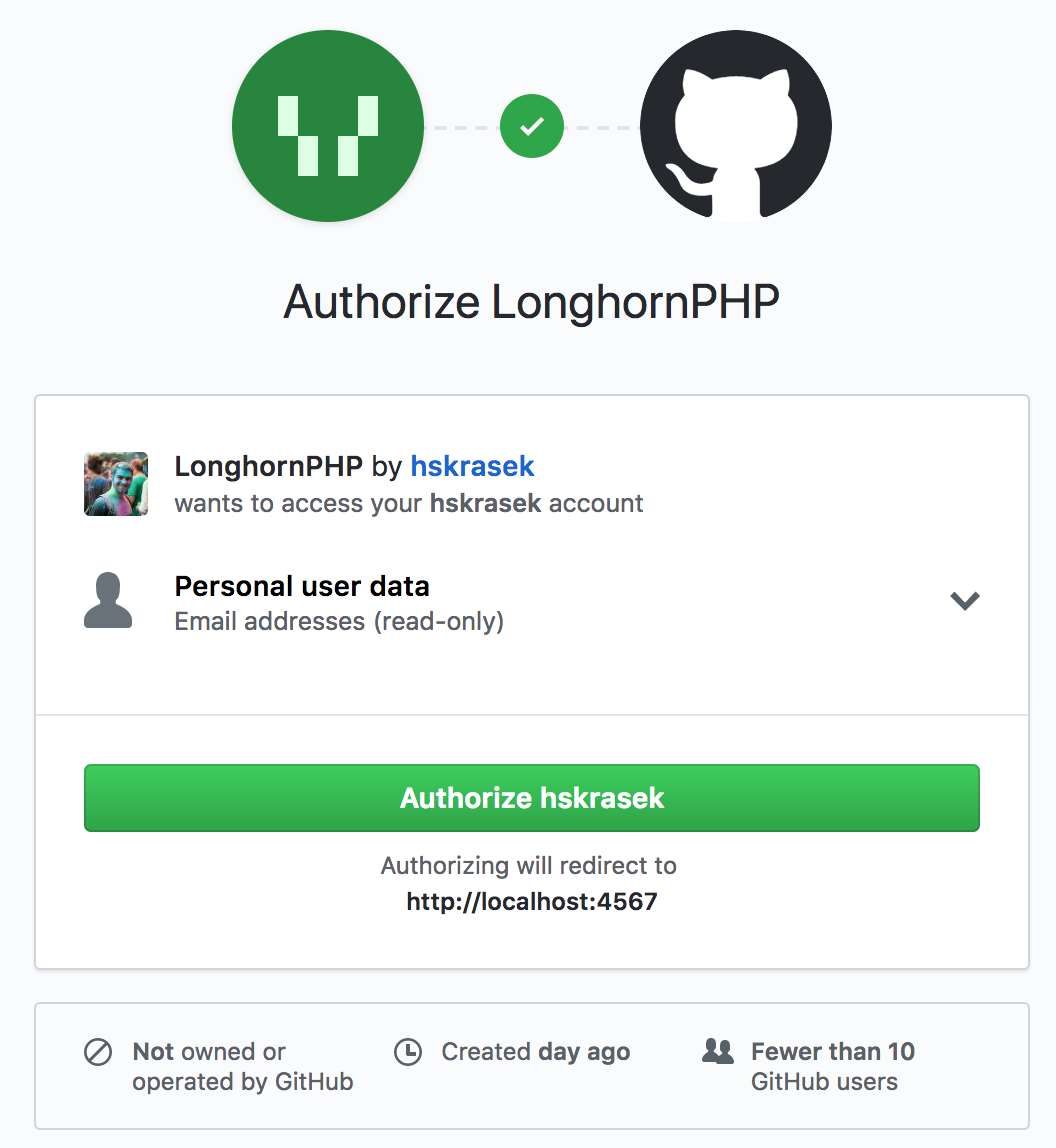 Authorize LonghornPHP
LonghornPHP by hskrasek
wants to access your hskrasek account
Personal user data
Email addresses (read-only)
Authorize hskrasek
Authorizing will redirect to
http://localhost:4567
Not owned or
operated by GitHub
Created day ago
Fewer than 10
GitHub users